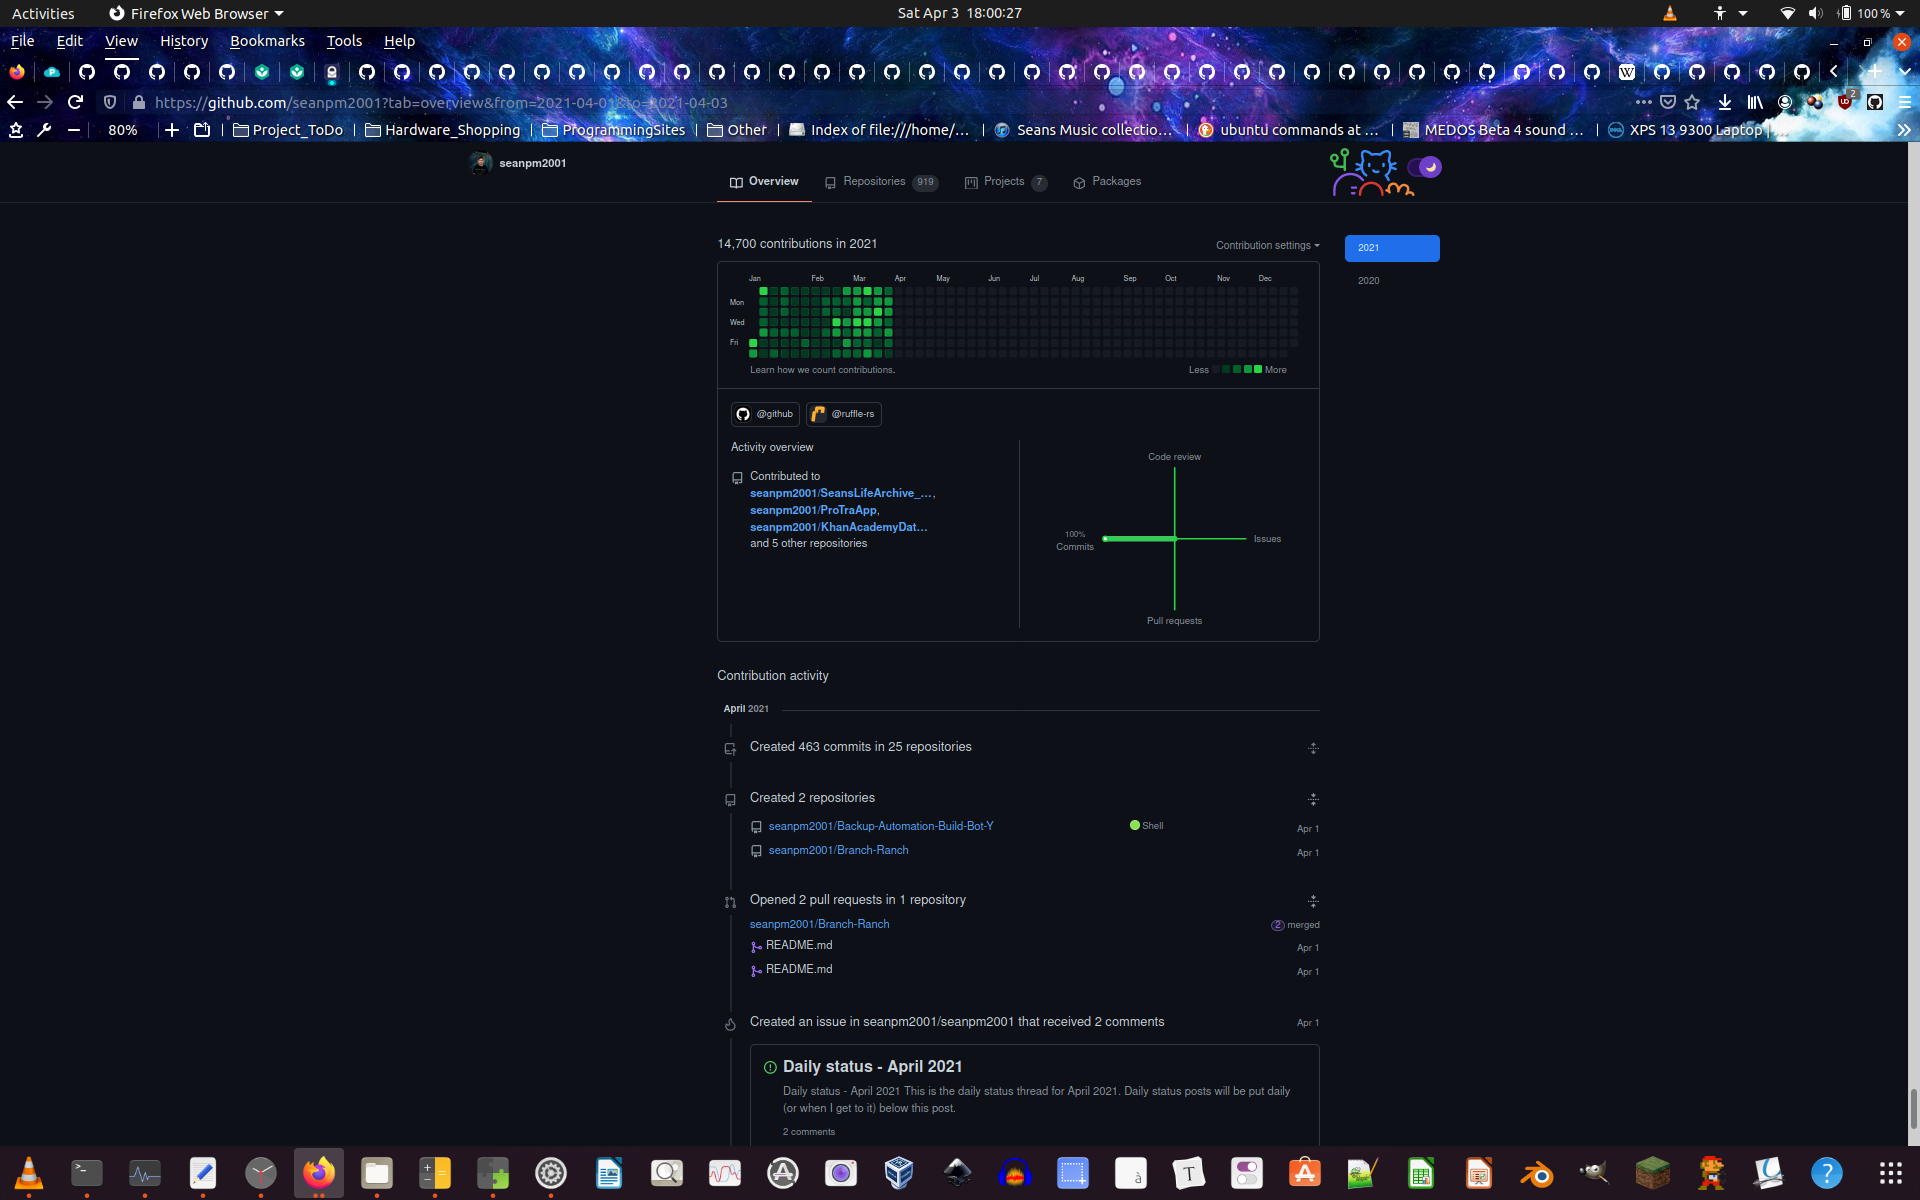 Activities Firefox Web Browser Sat Apr 3 18:00:27 100 %
File Edit View History Bookmarks Tools Help
https://github.com/seanpm2001?tab=overview&from=2021-04-01&to=2021-04-03 2
80% Project_ToDo Hardware_Shopping ProgrammingSites Other Index of file:///home/… Seans Music collectio… ubuntu commands at … MEDOS Beta 4 sound … XPS 13 9300 Laptop | …
seanpm2001
Overview Repositories 919 Projects 7 Packages
14,700 contributions in 2021 Contribution settings
2021
2020
Jan Feb Mar Apr May Jun Jul Aug Sep Oct Nov Dec
Mon
Wed
Fri
Learn how we count contributions. Less More
@github @ruffle-rs
Activity overview
Contributed to
seanpm2001/SeansLifeArchive_…,
seanpm2001/ProTraApp,
seanpm2001/KhanAcademyDat…
and 5 other repositories
Code review
100%
Commits
Issues
Pull requests
Contribution activity
April 2021
Created 463 commits in 25 repositories
Created 2 repositories
seanpm2001/Backup-Automation-Build-Bot-Y Shell Apr 1
seanpm2001/Branch-Ranch Apr 1
Opened 2 pull requests in 1 repository
seanpm2001/Branch-Ranch 2 merged
README.md Apr 1
README.md Apr 1
Created an issue in seanpm2001/seanpm2001 that received 2 comments Apr 1
Daily status - April 2021
Daily status - April 2021 This is the daily status thread for April 2021. Daily status posts will be put daily
(or when I get to it) below this post.
2 comments